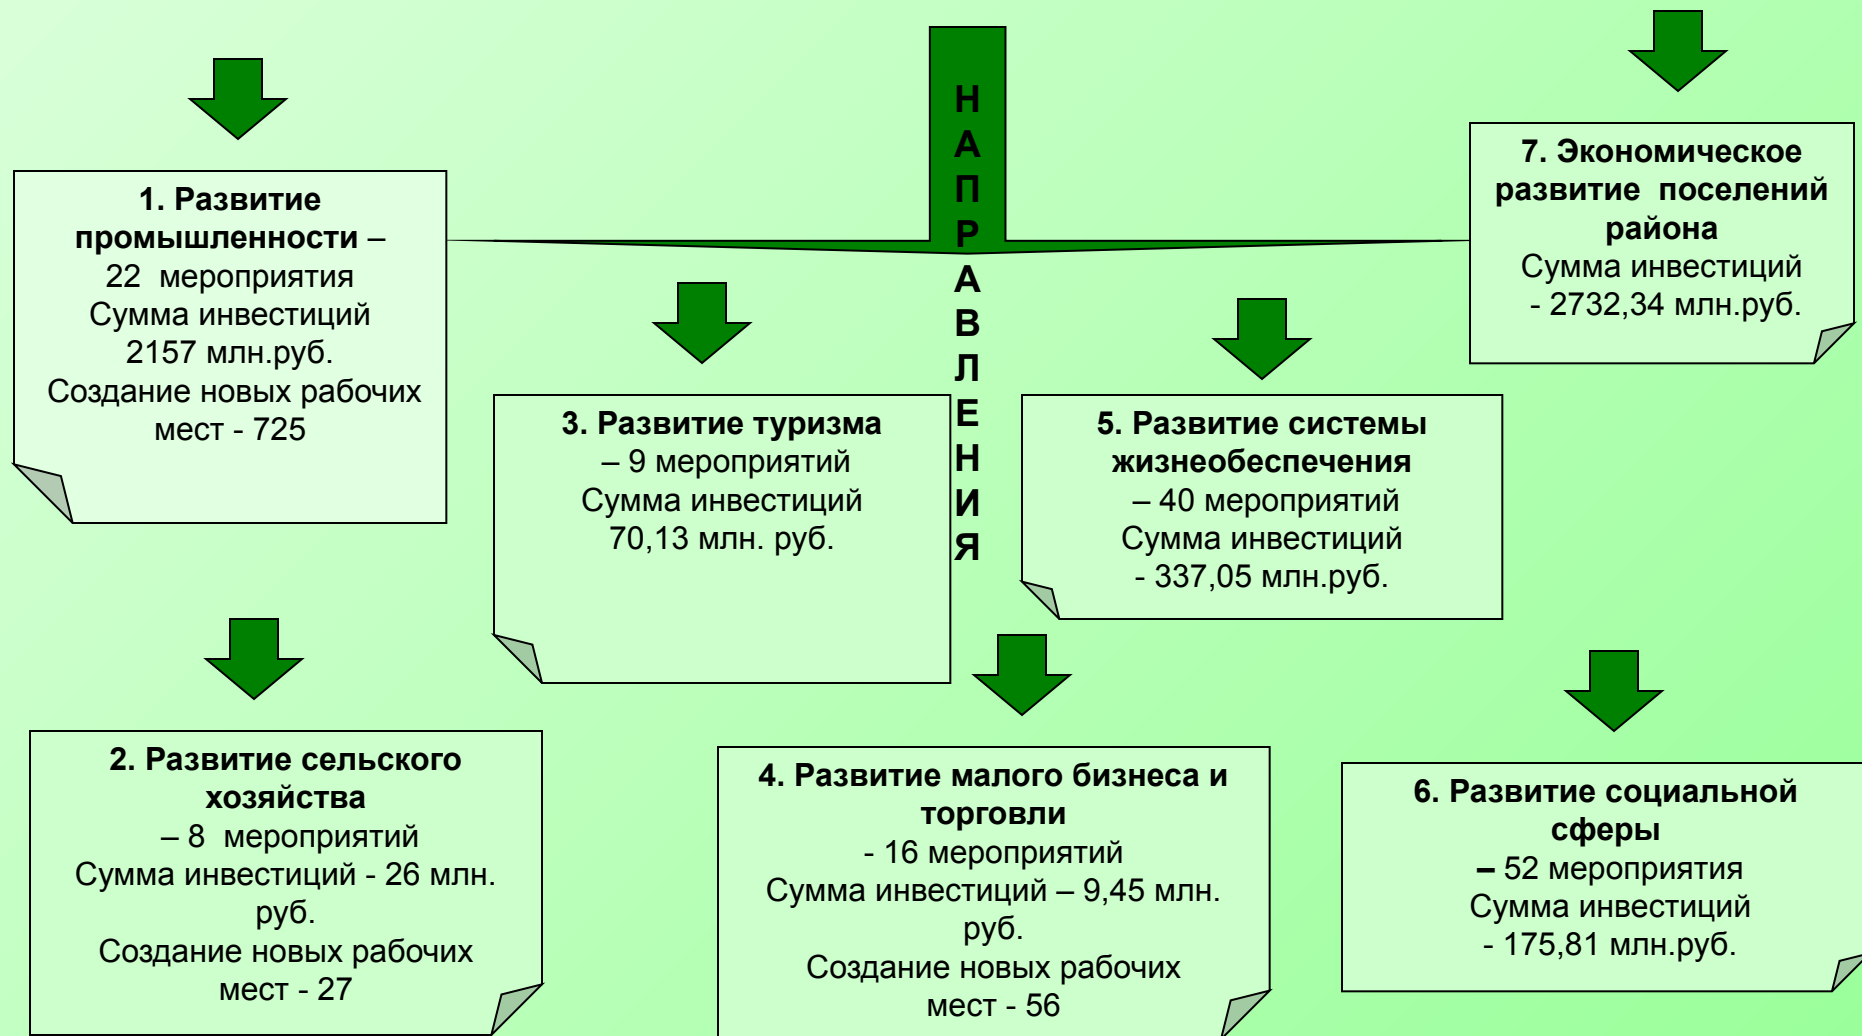 НАПРАВЛЕНИЯ
1. Развитие
промышленности –
22 мероприятия
Сумма инвестиций
2157 млн.руб.
Создание новых рабочих
мест - 725
2. Развитие сельского
хозяйства
– 8 мероприятий
Сумма инвестиций - 26 млн.
руб.
Создание новых рабочих
мест - 27
3. Развитие туризма
– 9 мероприятий
Сумма инвестиций
70,13 млн. руб.
4. Развитие малого бизнеса и
торговли
- 16 мероприятий
Сумма инвестиций – 9,45 млн.
руб.
Создание новых рабочих
мест - 56
5. Развитие системы
жизнеобеспечения
– 40 мероприятий
Сумма инвестиций
- 337,05 млн.руб.
6. Развитие социальной
сферы
– 52 мероприятия
Сумма инвестиций
- 175,81 млн.руб.
7. Экономическое
развитие поселений
района
Сумма инвестиций
- 2732,34 млн.руб.